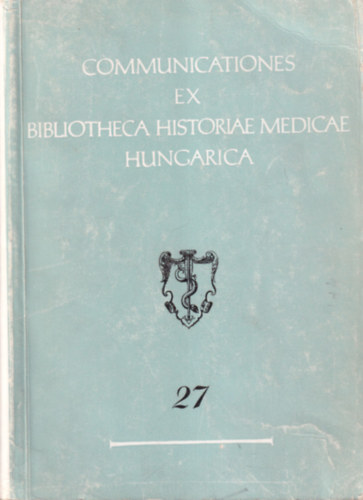 COMMUNICATIONES
EX
BIBLIOTHECA HISTORIAE MEDICAE
HUNGARICA
27